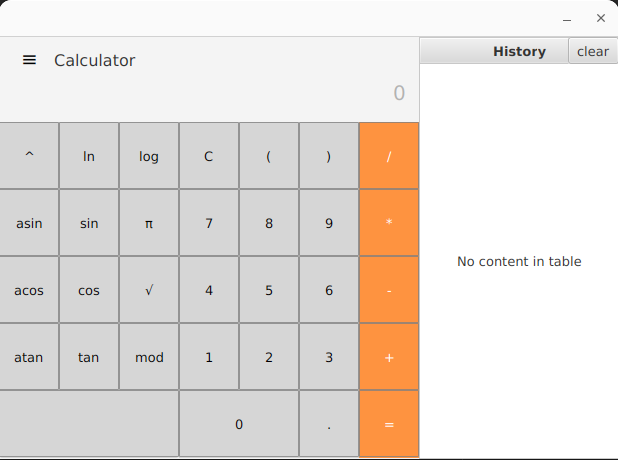 ≡ Calculator
History clear
0
^ ln log C ( ) /
asin sin π 7 8 9 *
No content in table
acos cos √ 4 5 6 -
atan tan mod 1 2 3 +
0 . =